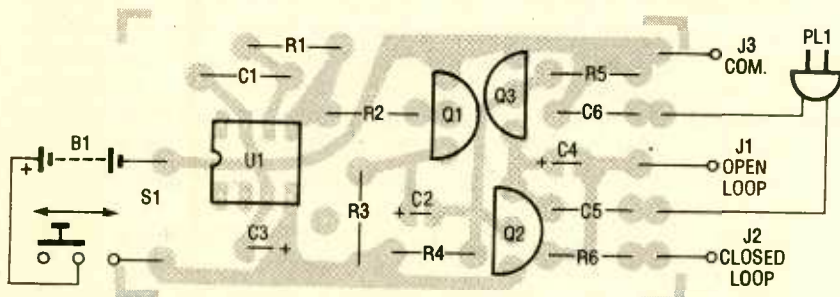 R1
C1
R2
Q1
Q3
R5
C6
J3
COM.
PL1
+
B1
S1
U1
R3
+
C2
+
C4
J1
OPEN
LOOP
C3
+
R4
Q2
C5
R6
J2
CLOSED
LOOP